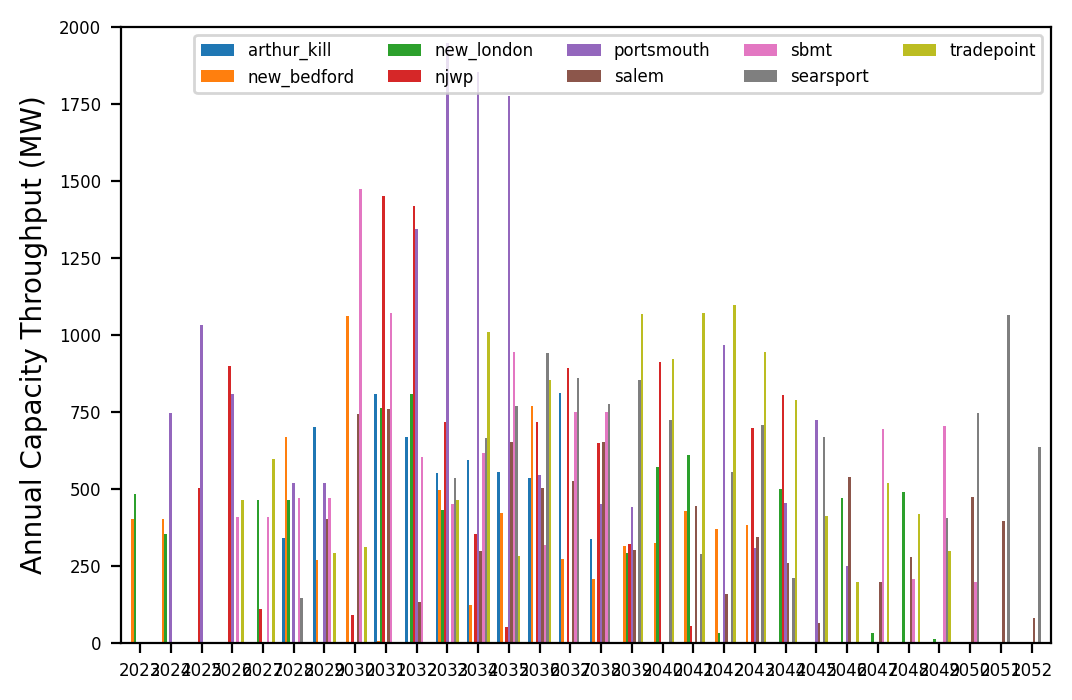 Annual Capacity Throughput (MW)
2000
1750
1500
1250
1000
750
500
250
0
arthur_kill new_london portsmouth sbmt tradepoint
new_bedford njwp salem searsport
2023 2024 2025 2026 2027 2028 2029 2030 2031 2032 2033 2034 2035 2036 2037 2038 2039 2040 2041 2042 2043 2044 2045 2046 2047 2048 2049 2050 2051 2052